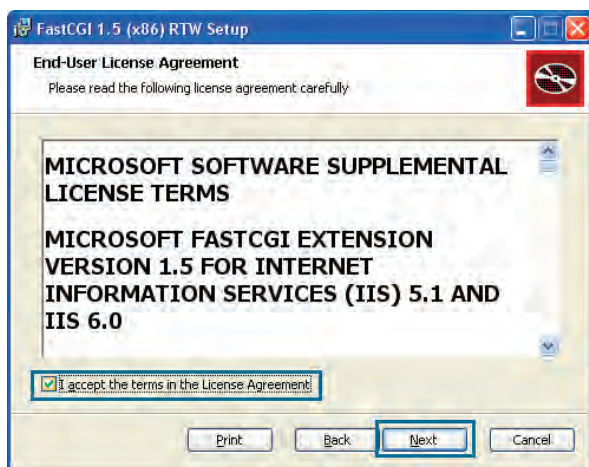 FastCGI 1.5 (x86) RTW Setup
End-User License Agreement
Please read the following license agreement carefully
MICROSOFT SOFTWARE SUPPLEMENTAL
LICENSE TERMS
MICROSOFT FASTCGI EXTENSION
VERSION 1.5 FOR INTERNET
INFORMATION SERVICES (IIS) 5.1 AND
IIS 6.0
I accept the terms in the License Agreement
Print Back Next Cancel